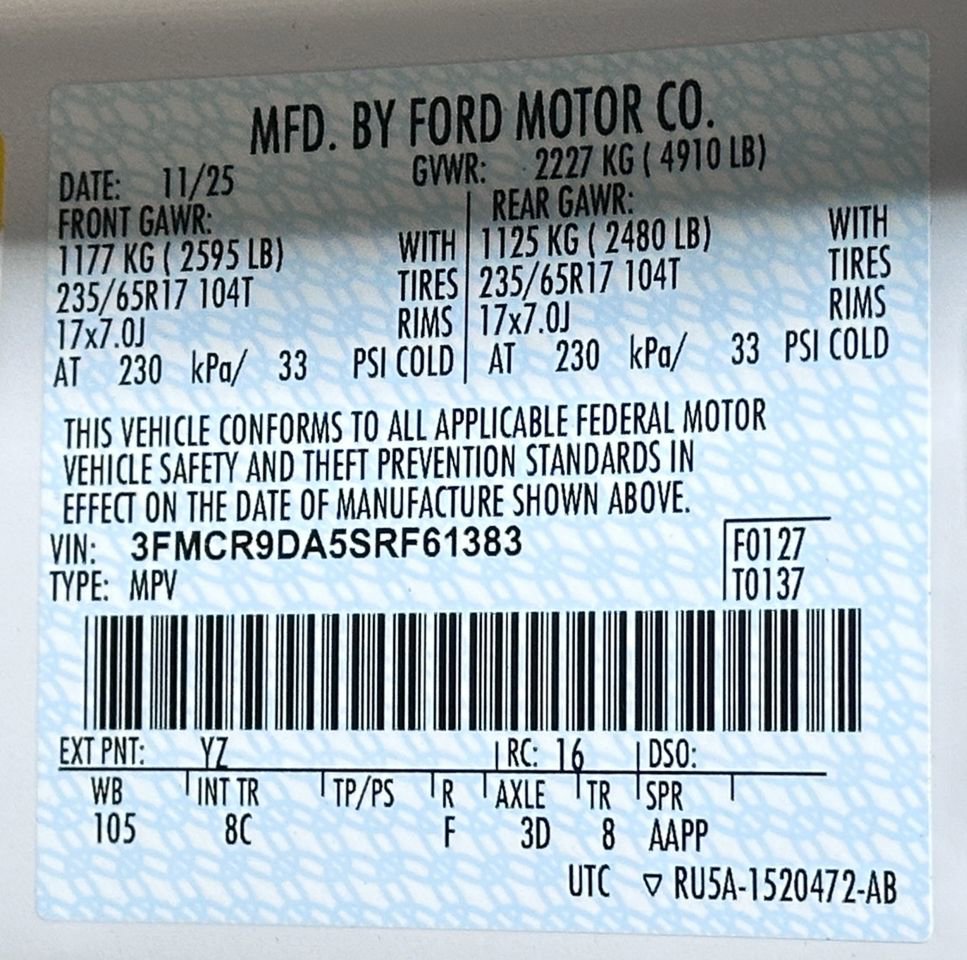 MFD. BY FORD MOTOR CO.
DATE: 11/25 GVWR: 2227 KG ( 4910 LB)
FRONT GAWR: REAR GAWR:
1177 KG ( 2595 LB) WITH 1125 KG ( 2480 LB) WITH
235/65R17 104T TIRES 235/65R17 104T TIRES
17x7.0J RIMS 17x7.0J RIMS
AT 230 kPa/ 33 PSI COLD AT 230 kPa/ 33 PSI COLD
THIS VEHICLE CONFORMS TO ALL APPLICABLE FEDERAL MOTOR
VEHICLE SAFETY AND THEFT PREVENTION STANDARDS IN
EFFECT ON THE DATE OF MANUFACTURE SHOWN ABOVE.
VIN: 3FMCR9DA5SRF61383 F0127
TYPE: MPV T0137
EXT PNT: YZ RC: 16 DSO:
WB INT TR TP/PS R AXLE TR SPR
105 8C F 3D 8 AAPP
UTC ▽ RU5A-1520472-AB